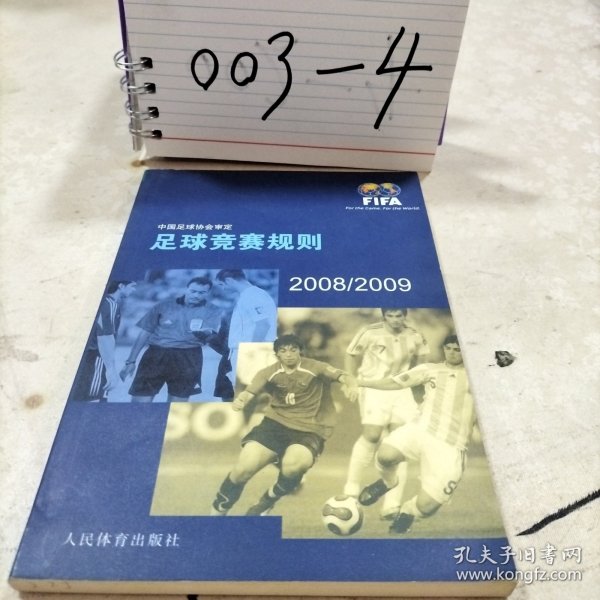 003-4
FIFA
For the Game. For the World.
中国足球协会审定
足球竞赛规则
2008/2009
人民体育出版社
孔夫子旧书网
www.kongfz.com